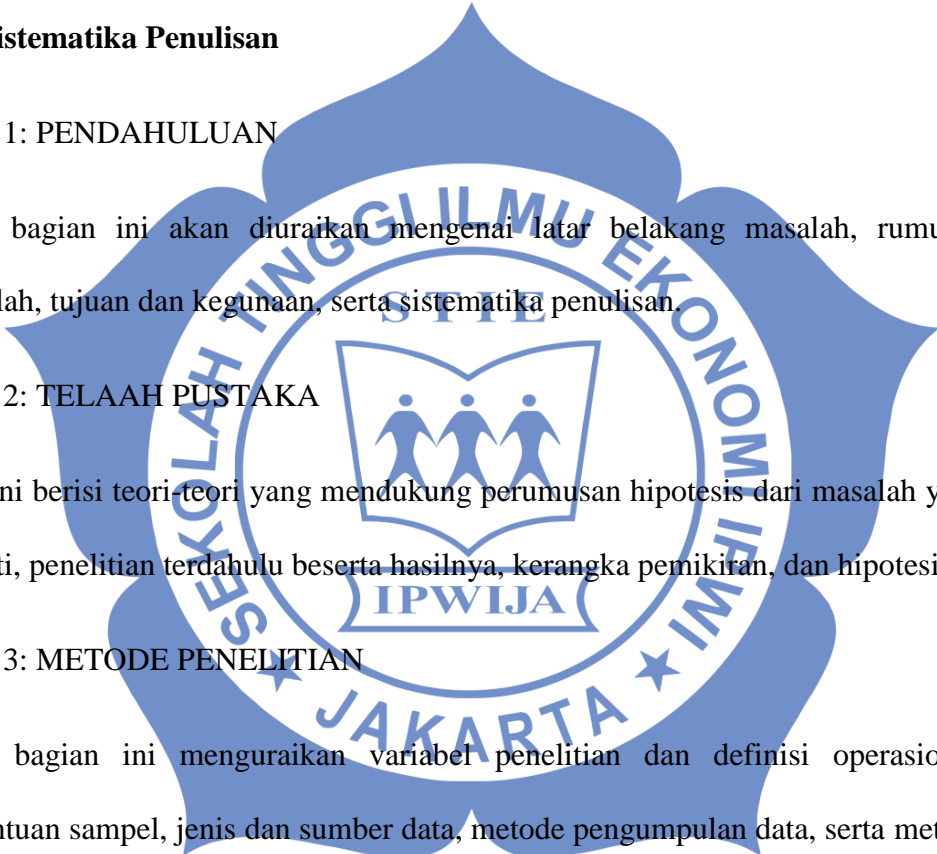 istematika Penulisan
1: PENDAHULUAN
bagian ini akan diuraikan mengenai latar belakang masalah, rumu
lah, tujuan dan kegunaan, serta sistematika penulisan.
2: TELAAH PUSTAKA
ni berisi teori-teori yang mendukung perumusan hipotesis dari masalah y
ti, penelitian terdahulu beserta hasilnya, kerangka pemikiran, dan hipotesi
3: METODE PENELITIAN
bagian ini menguraikan variabel penelitian dan definisi operasio
ntuan sampel, jenis dan sumber data, metode pengumpulan data, serta met
SEKOLAH TINGGI ILMU EKONOMI IPWI
STIE
IPWIJA
★ JAKARTA ★